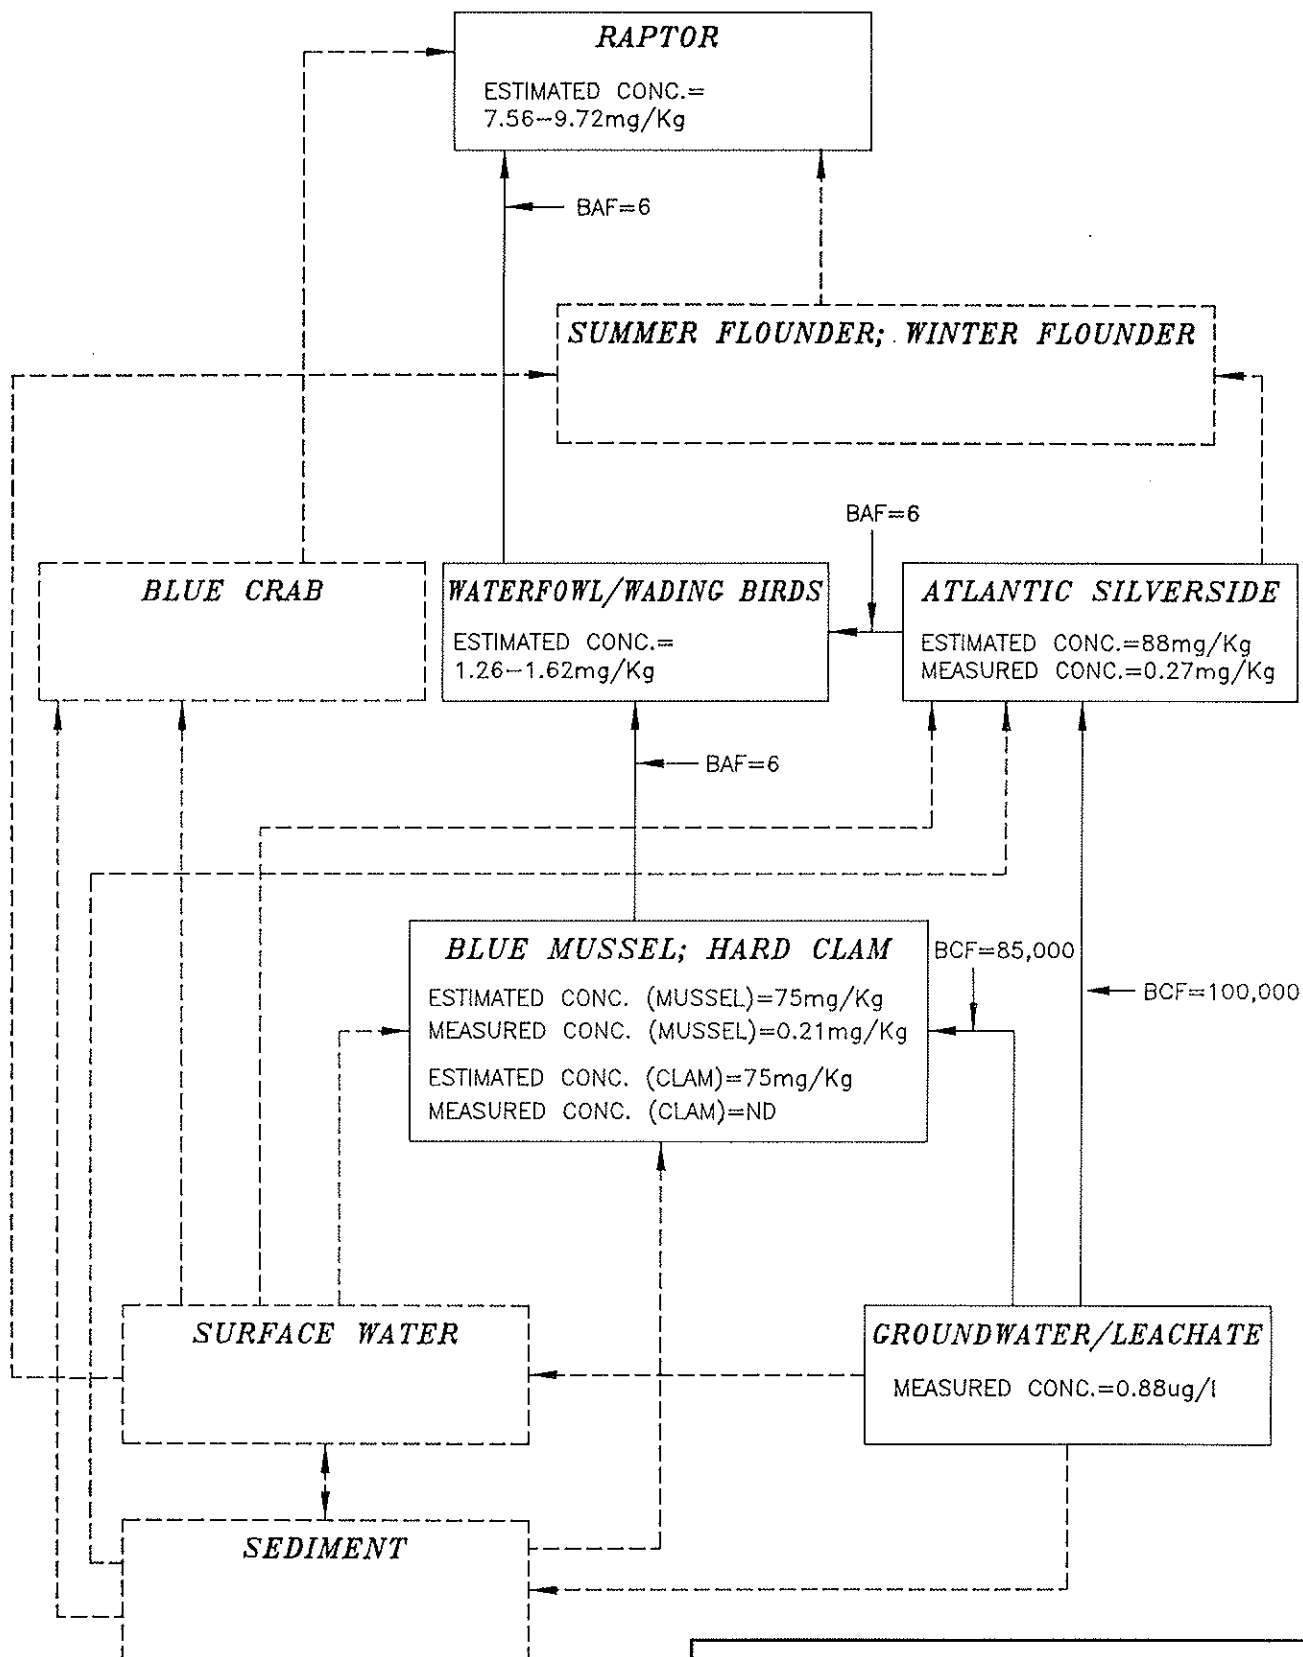 RAPTOR
ESTIMATED CONC.=
7.56-9.72mg/Kg
BAF=6
SUMMER FLOUNDER; WINTER FLOUNDER
BAF=6
BLUE CRAB
WATERFOWL/WADING BIRDS
ESTIMATED CONC.=
1.26-1.62mg/Kg
ATLANTIC SILVERSIDE
ESTIMATED CONC.=88mg/Kg
MEASURED CONC.=0.27mg/Kg
BAF=6
BLUE MUSSEL; HARD CLAM
ESTIMATED CONC. (MUSSEL)=75mg/Kg
MEASURED CONC. (MUSSEL)=0.21mg/Kg
ESTIMATED CONC. (CLAM)=75mg/Kg
MEASURED CONC. (CLAM)=ND
BCF=85,000
BCF=100,000
SURFACE WATER
GROUNDWATER/LEACHATE
MEASURED CONC.=0.88ug/l
SEDIMENT